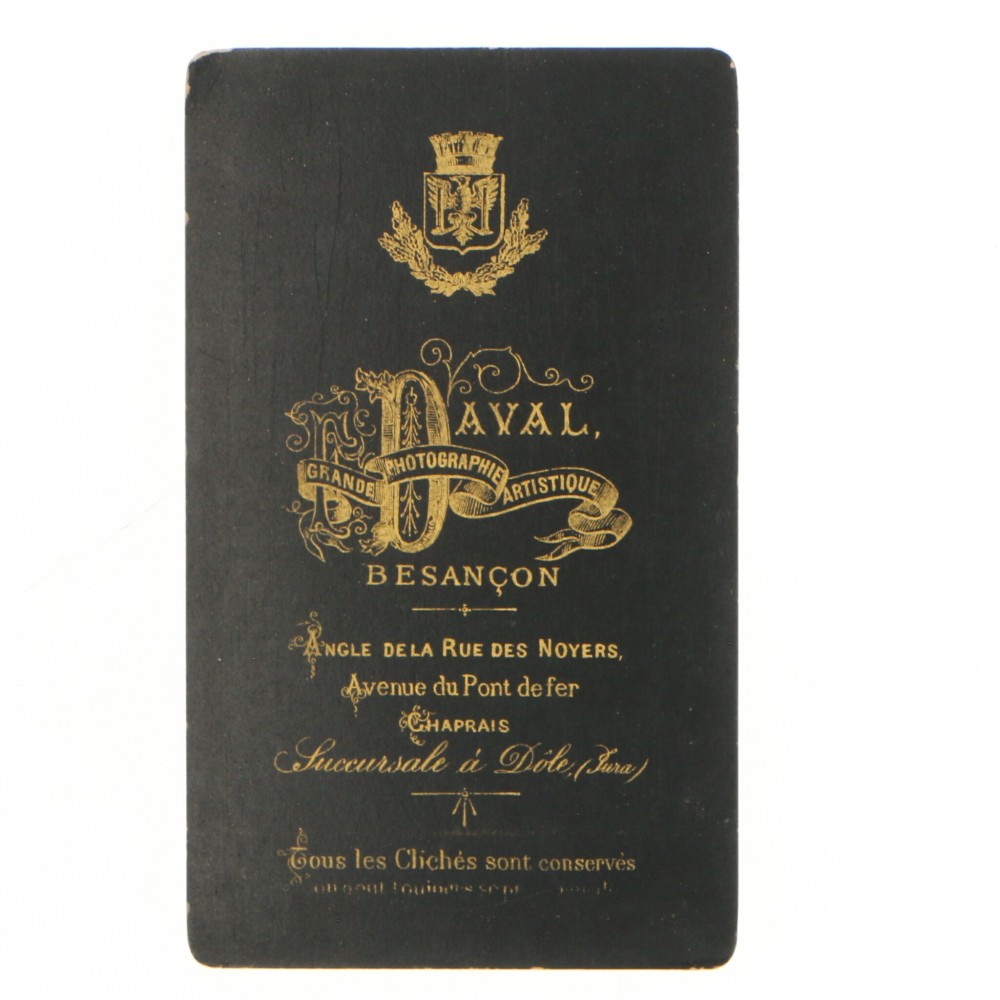 E DAVAL,
GRANDE PHOTOGRAPHIE ARTISTIQUE
BESANÇON
ANGLE DE LA RUE DES NOYERS,
Avenue du Pont de fer
CHAPRAIS
Succursale à Dôle, (Jura)
Tous les Clichés sont conservés